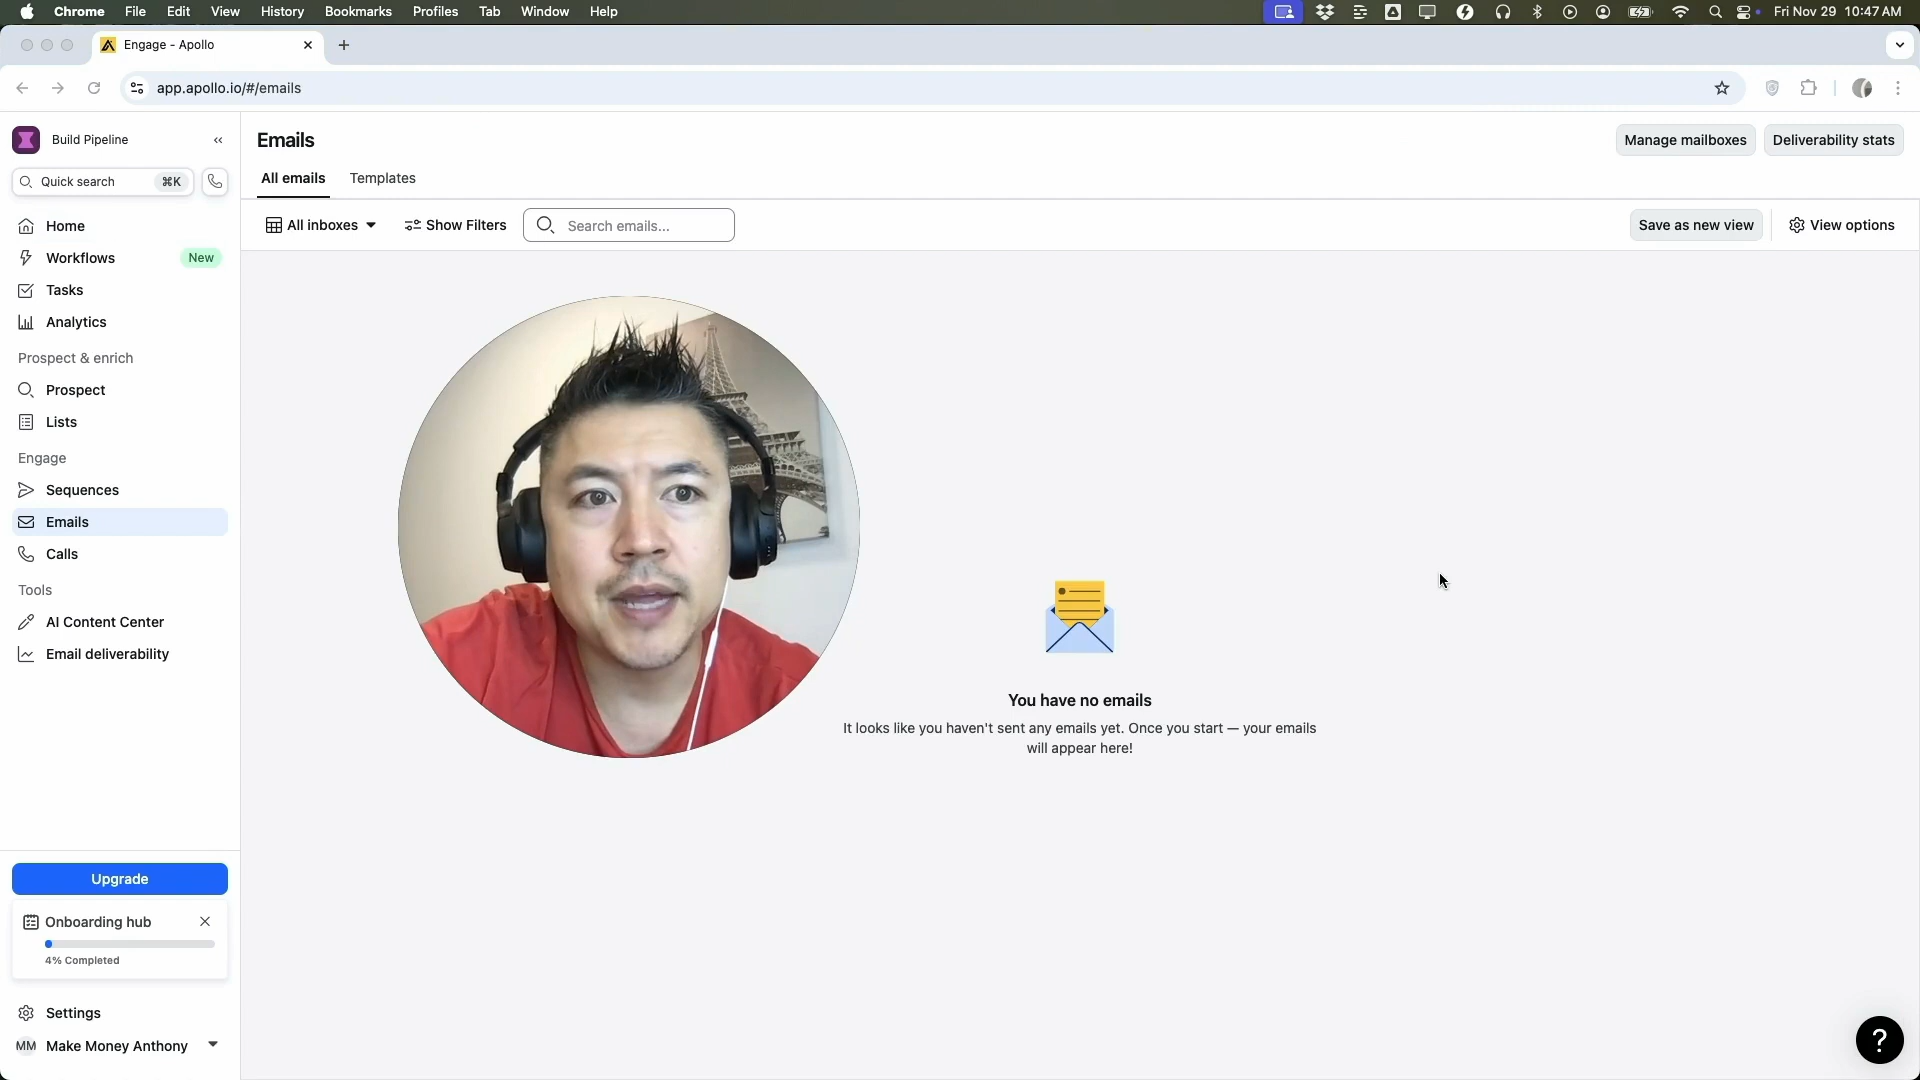 Chrome File Edit View History Bookmarks Profiles Tab Window Help Fri Nov 29 10:47 AM
Engage - Apollo
app.apollo.io/#/emails
Build Pipeline
Quick search ⌘K
Home
Workflows New
Tasks
Analytics
Prospect & enrich
Prospect
Lists
Engage
Sequences
Emails
Calls
Tools
AI Content Center
Email deliverability
Upgrade
Onboarding hub
4% Completed
Settings
MM Make Money Anthony
Emails
Manage mailboxes Deliverability stats
All emails Templates
All inboxes Show Filters Search emails... Save as new view View options
You have no emails
It looks like you haven't sent any emails yet. Once you start — your emails
will appear here!
?